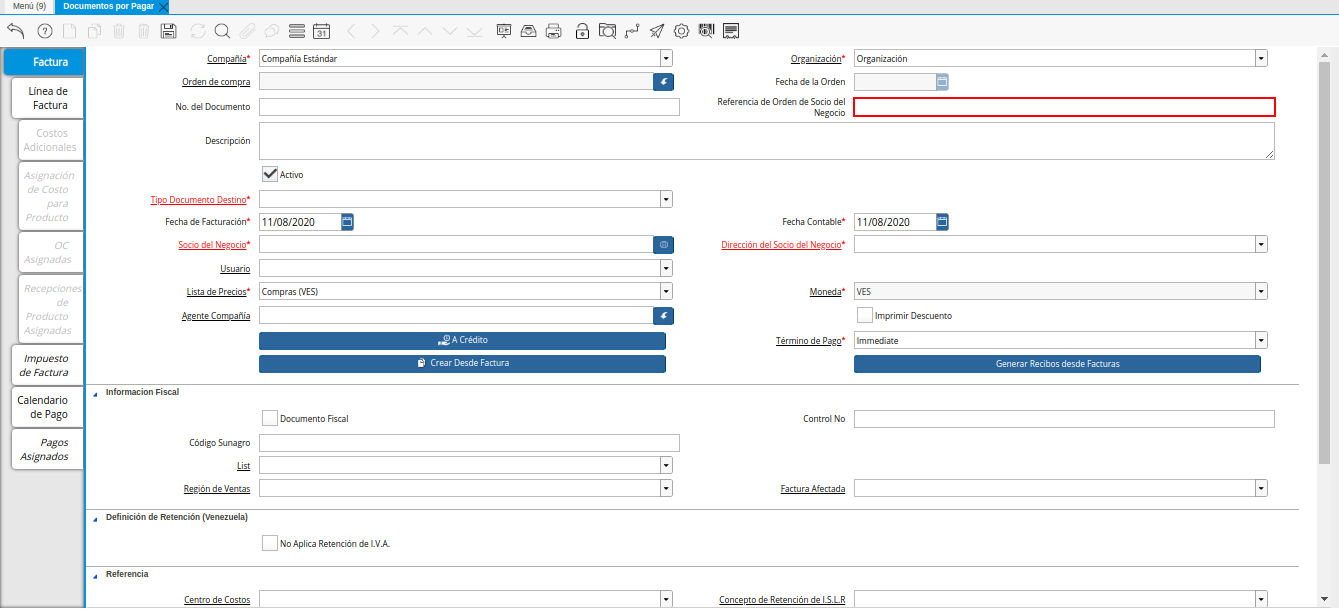 Menú (9)
Documentos por Pagar
31
Factura
Línea de
Factura
Costos
Adicionales
Asignación
de Costo
para
Producto
OC
Asignadas
Recepciones
de
Producto
Asignadas
Impuesto
de Factura
Calendario
de Pago
Pagos
Asignados
Compañía* Compañía Estándar Organización* Organización
Orden de compra Fecha de la Orden
No. del Documento Referencia de Orden de Socio del
Negocio
Descripción
Activo
Tipo Documento Destino*
Fecha de Facturación* 11/08/2020 Fecha Contable* 11/08/2020
Socio del Negocio* Dirección del Socio del Negocio*
Usuario
Lista de Precios* Compras (VES) Moneda* VES
Agente Compañía Imprimir Descuento
A Crédito Término de Pago* Immediate
Crear Desde Factura Generar Recibos desde Facturas
Informacion Fiscal
Documento Fiscal Control No
Código Sunagro
List
Región de Ventas Factura Afectada
Definición de Retención (Venezuela)
No Aplica Retención de I.V.A.
Referencia
Centro de Costos Concepto de Retención de I.S.L.R